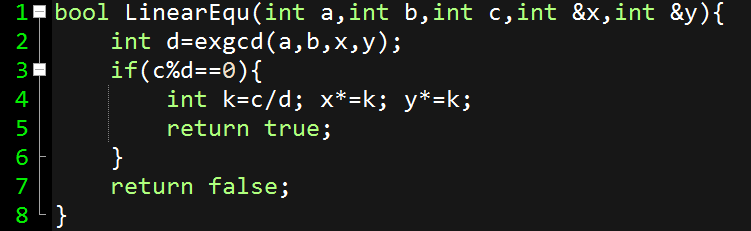 1 bool LinearEqu(int a,int b,int c,int &x,int &y){
2     int d=exgcd(a,b,x,y);
3     if(c%d==0){
4         int k=c/d; x*=k; y*=k;
5         return true;
6     }
7     return false;
8 }